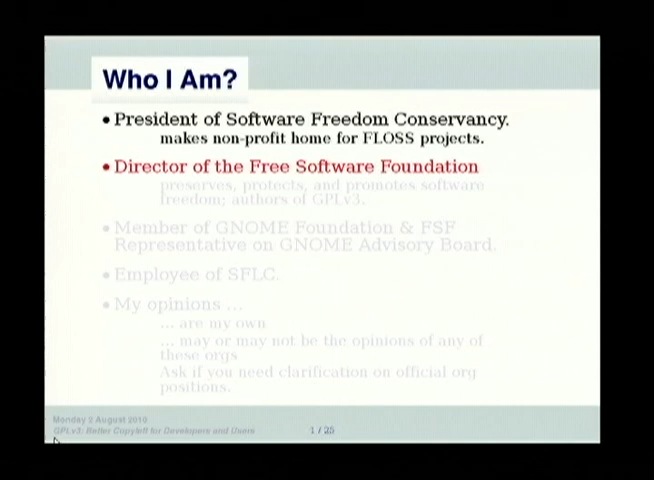 Who I Am?
• President of Software Freedom Conservancy.
makes non-profit home for FLOSS projects.
• Director of the Free Software Foundation
preserves, protects, and promotes software
freedom; authors of GPLv3.
• Member of GNOME Foundation & FSF
Representative on GNOME Advisory Board.
• Employee of SFLC.
• My opinions ...
... are my own
... may or may not be the opinions of any of
these orgs
Ask if you need clarification on official org
positions.
Monday 2 August 2010
GPLv3: Better Copyleft for Developers and Users
1 / 25